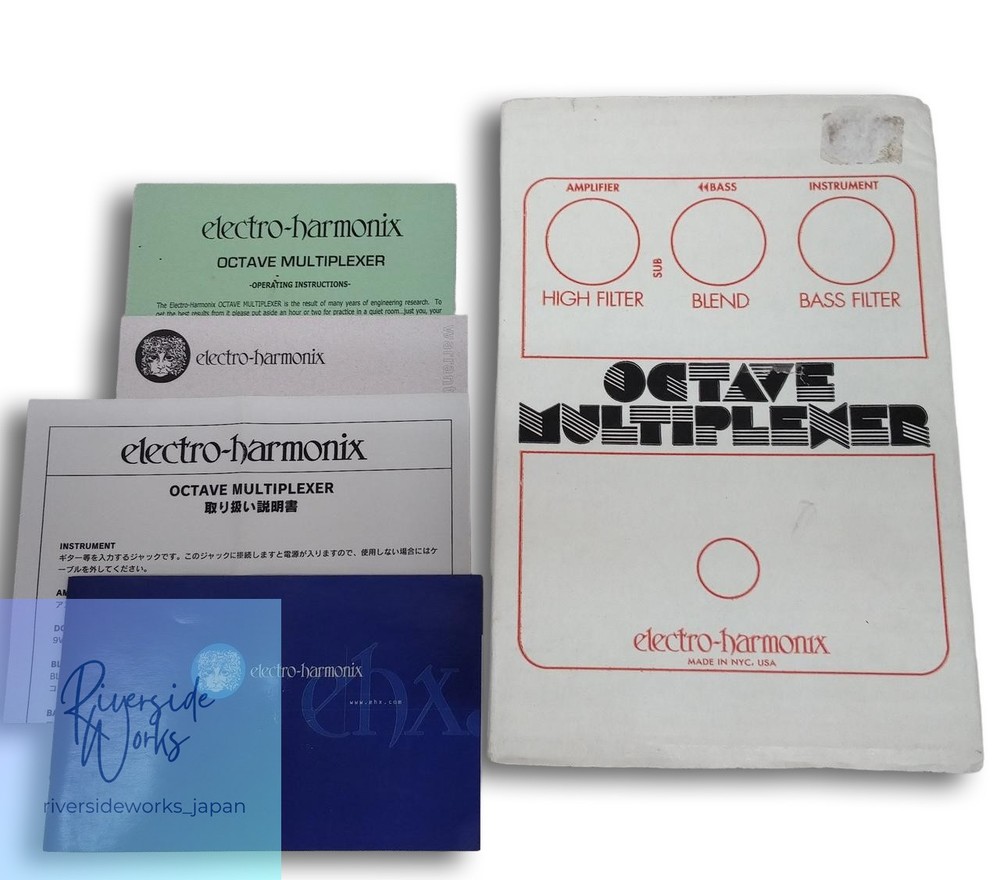 electro-harmonix
OCTAVE MULTIPLEXER
-OPERATING INSTRUCTIONS-
The Electro-Harmonix OCTAVE MULTIPLEXER is the result of many years of engineering research. To
get the best results from it please put aside an hour or two for practice in a quiet room...just you, your
electro-harmonix
electro-harmonix
OCTAVE MULTIPLEXER
取り扱い説明書
INSTRUMENT
ギター等を入力するジャックです。このジャックに接続しますと電源が入りますので、使用しない場合にはケ
ーブルを外してください。
electro-harmonix
ehx
www.ehx.com
Riverside
Works
riversideworks_japan
AMPLIFIER
BASS
INSTRUMENT
SUB
HIGH FILTER
BLEND
BASS FILTER
OCTAVE
MULTIPLEXER
electro-harmonix
MADE IN NYC, USA